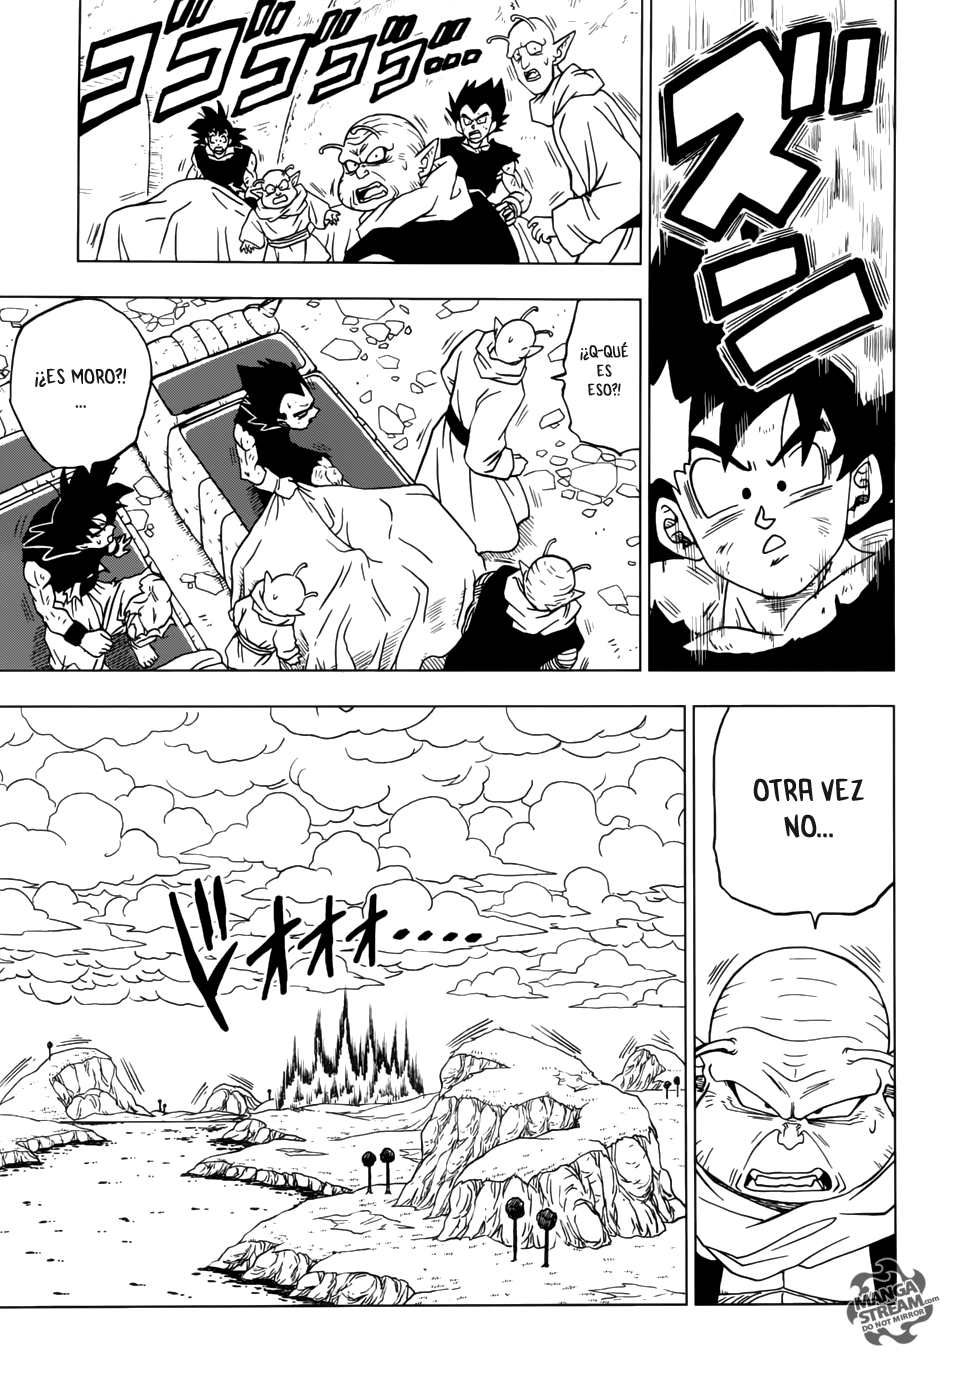 ズン
ゴゴゴゴゴ...
¡¿Q-QUÉ
ES
ESO?!
¡¿ES MORO?!
...
OTRA VEZ
NO...
ドオオオ・・・・
MANGA
STREAM.com
DO NOT MIRROR